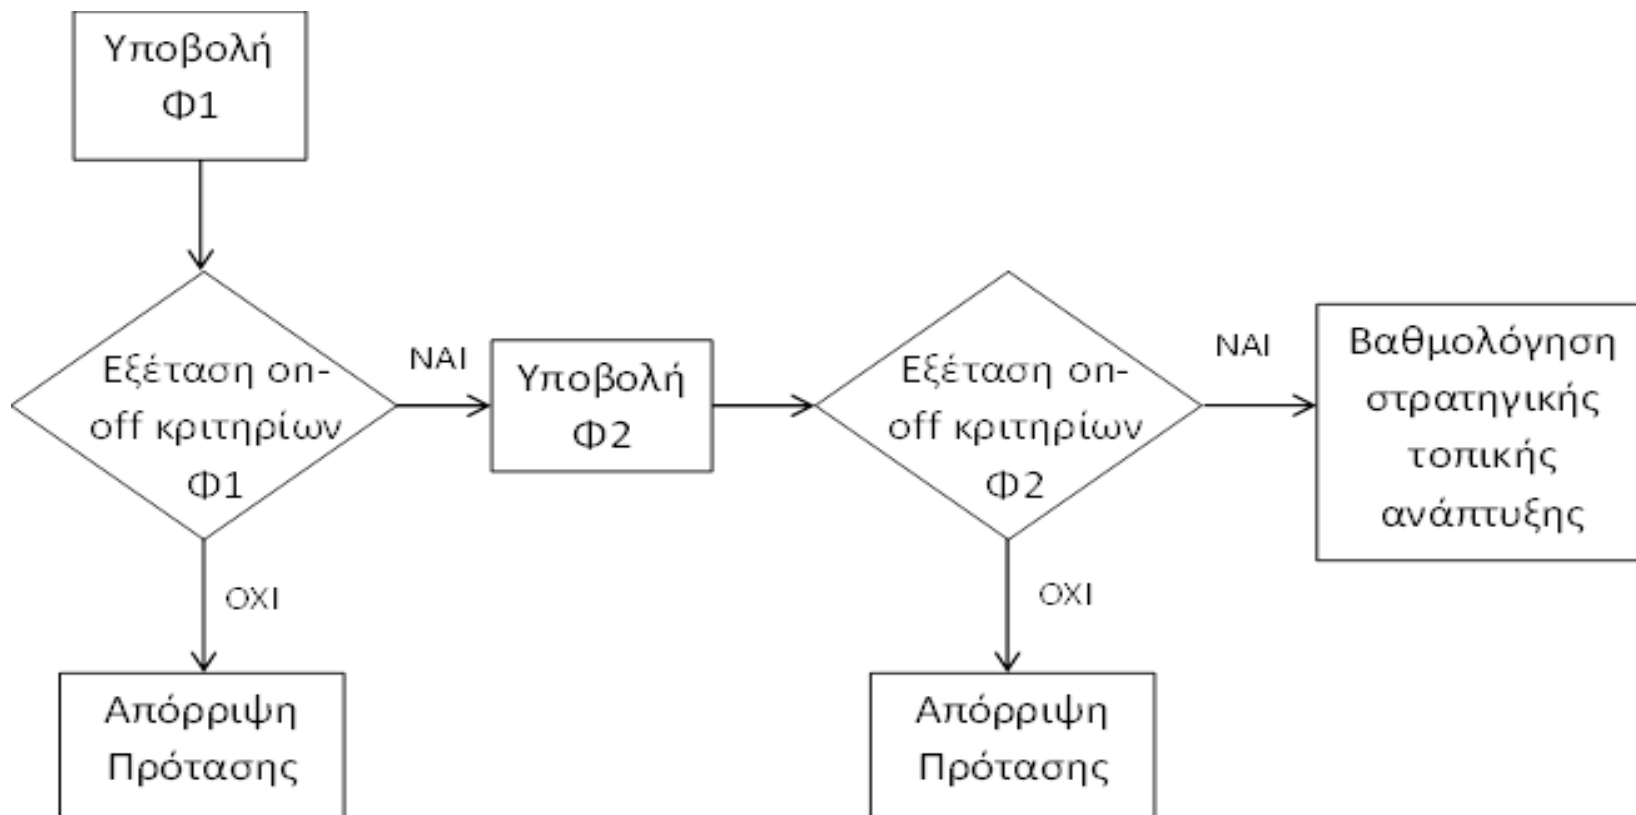 Υποβολή
Φ1
Εξέταση on-
off κριτηρίων
Φ1
ΝΑΙ
ΟΧΙ
Απόρριψη
Πρότασης
Υποβολή
Φ2
Εξέταση on-
off κριτηρίων
Φ2
ΝΑΙ
ΟΧΙ
Απόρριψη
Πρότασης
Βαθμολόγηση
στρατηγικής
τοπικής
ανάπτυξης